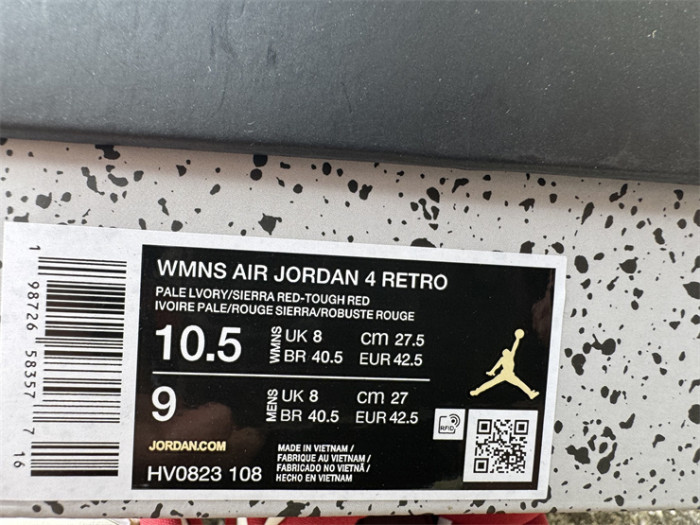 WMNS AIR JORDAN 4 RETRO
PALE LVORY/SIERRA RED-TOUGH RED
IVOIRE PALE/ROUGE SIERRA/ROBUSTE ROUGE
10.5 WMNS UK 8 CM 27.5
BR 40.5 EUR 42.5
9 MENS UK 8 CM 27
BR 40.5 EUR 42.5
RFID
JORDAN.COM
HV0823 108
MADE IN VIETNAM /
FABRIQUE AU VIETNAM /
FABRICADO NO VIETNÃ /
HECHO EN VIETNAM
1 98726 58357 7 16